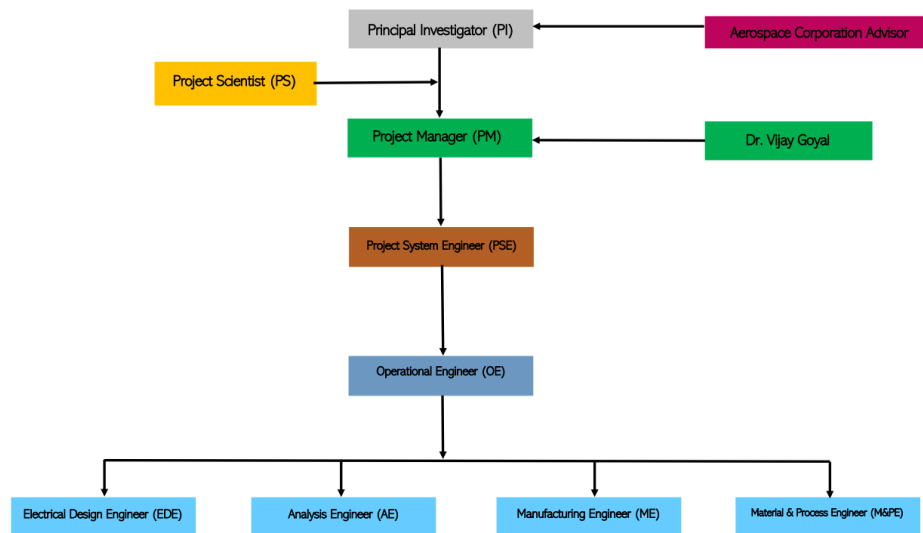 Principal Investigator (PI)
Aerospace Corporation Advisor
Project Scientist (PS)
Project Manager (PM)
Dr. Vijay Goyal
Project System Engineer (PSE)
Operational Engineer (OE)
Electrical Design Engineer (EDE)
Analysis Engineer (AE)
Manufacturing Engineer (ME)
Material & Process Engineer (M&PE)